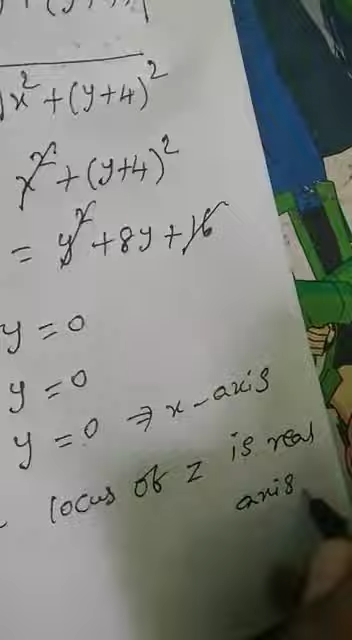 x² + (y+4)²
x² + (y+4)²
= y² + 8y + 16
y = 0
y = 0
y = 0 ⇒ x-axis
locus of z is real
axis